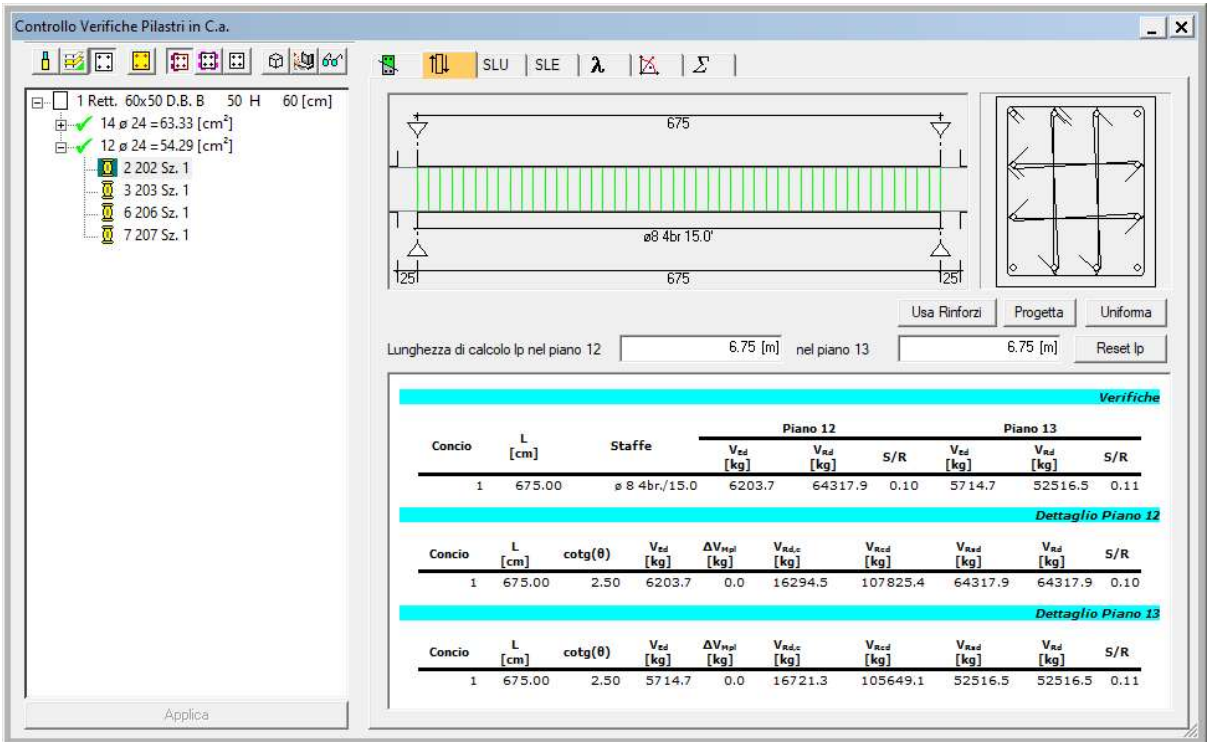 Controllo Verifiche Pilastri in C.a.
SLU SLE λ Σ
1 Rett. 60x50 D.B. B 50 H 60 [cm]
14 ø 24 =63.33 [cm²]
12 ø 24 =54.29 [cm²]
2 202 Sz. 1
3 203 Sz. 1
6 206 Sz. 1
7 207 Sz. 1
Applica
675
ø8 4br 15.0'
25 675 25
Usa Rinforzi Progetta Uniforma
Lunghezza di calcolo lp nel piano 12 6.75 [m] nel piano 13 6.75 [m] Reset lp
Verifiche
Piano 12 Piano 13
Concio L [cm] Staffe VEd [kg] VRd [kg] S/R VEd [kg] VRd [kg] S/R
1 675.00 ø 8 4br./15.0 6203.7 64317.9 0.10 5714.7 52516.5 0.11
Dettaglio Piano 12
Concio L [cm] cotg(θ) VEd [kg] ΔVMpl [kg] VRd,c [kg] VRcd [kg] VRsd [kg] VRd [kg] S/R
1 675.00 2.50 6203.7 0.0 16294.5 107825.4 64317.9 64317.9 0.10
Dettaglio Piano 13
Concio L [cm] cotg(θ) VEd [kg] ΔVMpl [kg] VRd,c [kg] VRcd [kg] VRsd [kg] VRd [kg] S/R
1 675.00 2.50 5714.7 0.0 16721.3 105649.1 52516.5 52516.5 0.11